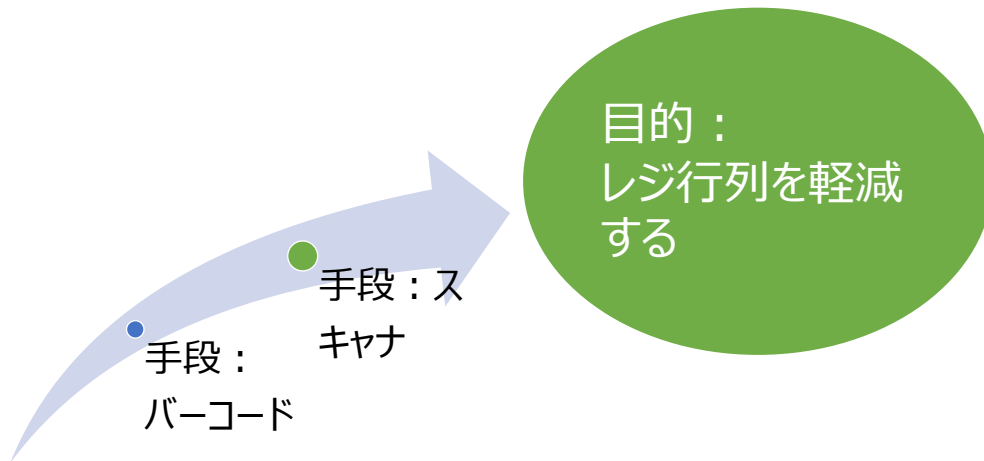 目的：
レジ行列を軽減
する
手段：ス
キャナ
手段：
バーコード